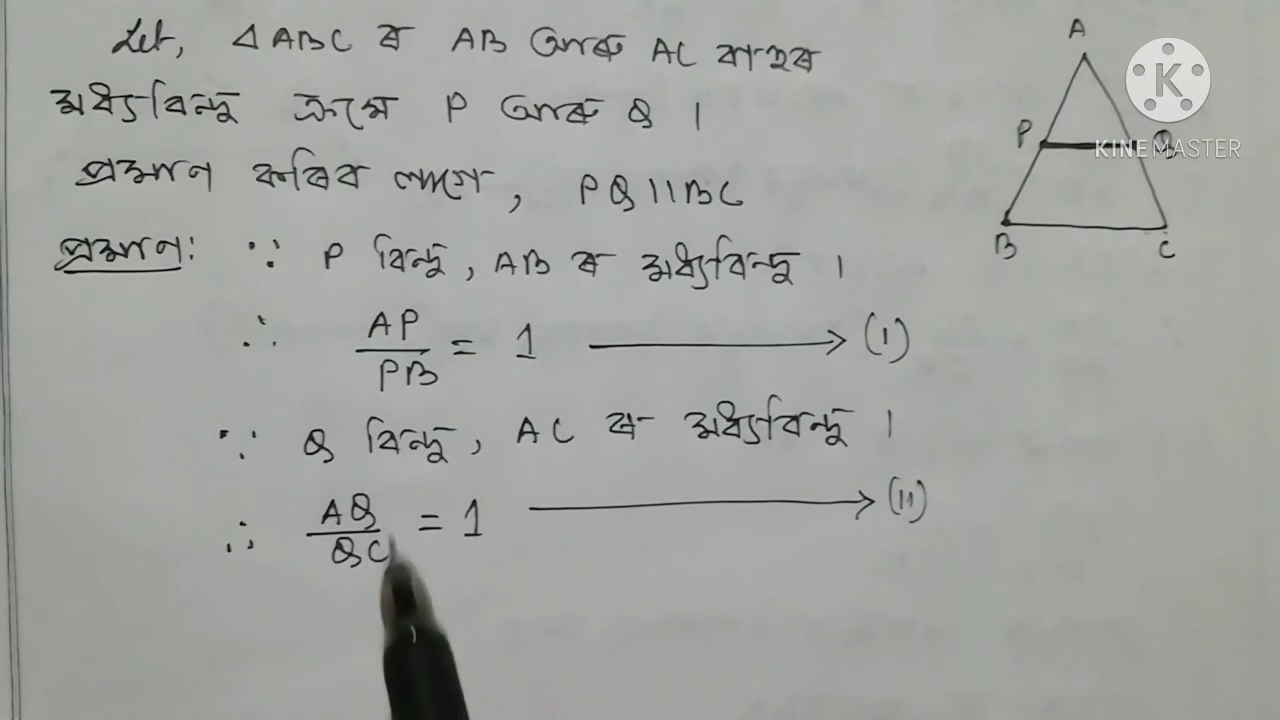 Let, Δ ABC ৰ AB আৰু AC বাহুৰ
মধ্যবিন্দু ক্ৰমে P আৰু Q ।
প্ৰমাণ কৰিব লাগে, PQ || BC
প্ৰমাণ: ∵ P বিন্দু, AB ৰ মধ্যবিন্দু ।
∴ AP/PB = 1 ⟶ (I)
∵ Q বিন্দু, AC ৰ মধ্যবিন্দু ।
∴ AQ/QC = 1 ⟶ (II)
A
P Q
B C
K
KINEMASTER